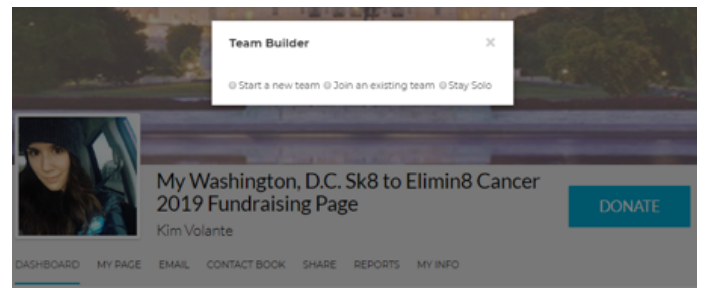 Team Builder ×
Start a new team Join an existing team Stay Solo
My Washington, D.C. Sk8 to Elimin8 Cancer
2019 Fundraising Page
DONATE
Kim Volante
DASHBOARD MY PAGE EMAIL CONTACT BOOK SHARE REPORTS MY INFO